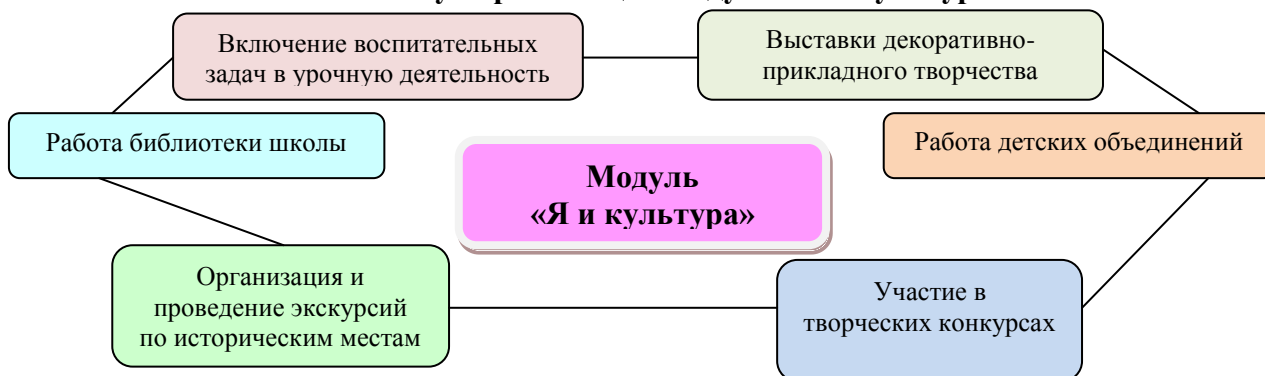 Включение воспитательных
задач в урочную деятельность
Выставки декоративно-
прикладного творчества
Работа библиотеки школы
Работа детских объединений
Модуль
«Я и культура»
Организация и
проведение экскурсий
по историческим местам
Участие в
творческих конкурсах